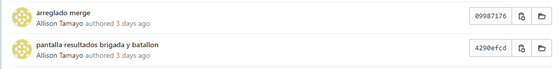 arreglado merge
Allison Tamayo authored 3 days ago
09987176
pantalla resultados brigada y batallon
Allison Tamayo authored 3 days ago
4290efcd